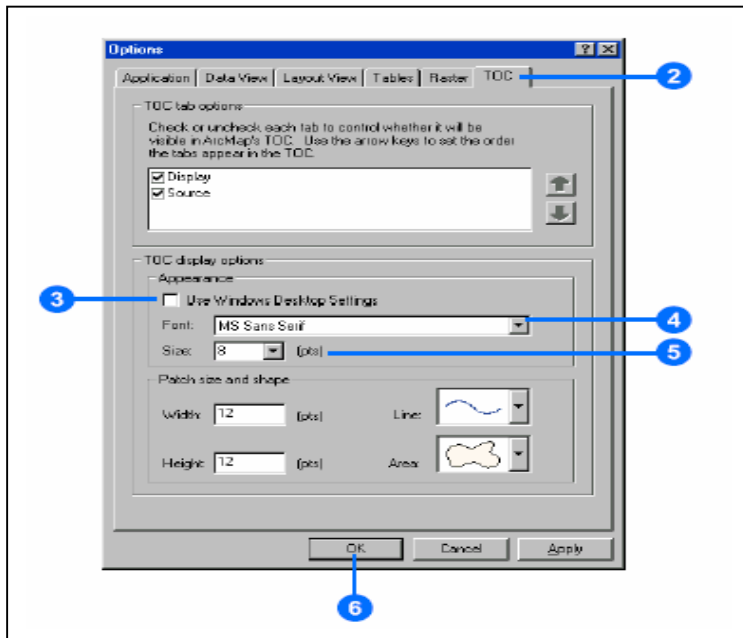 Options
Application Data View Layout View Tables Raster TOC
2
TOC tab options
Check or uncheck each tab to control whether it will be
visible in ArcMap's TOC. Use the arrow keys to set the order
the tabs appear in the TOC.
Display
Source
TOC display options
Appearance
3
Use Windows Desktop Settings
Font: MS Sans Serif
4
Size: 8 (pts)
5
Patch size and shape
Width: 12 (pts) Line:
Height: 12 (pts) Area:
OK Cancel Apply
6